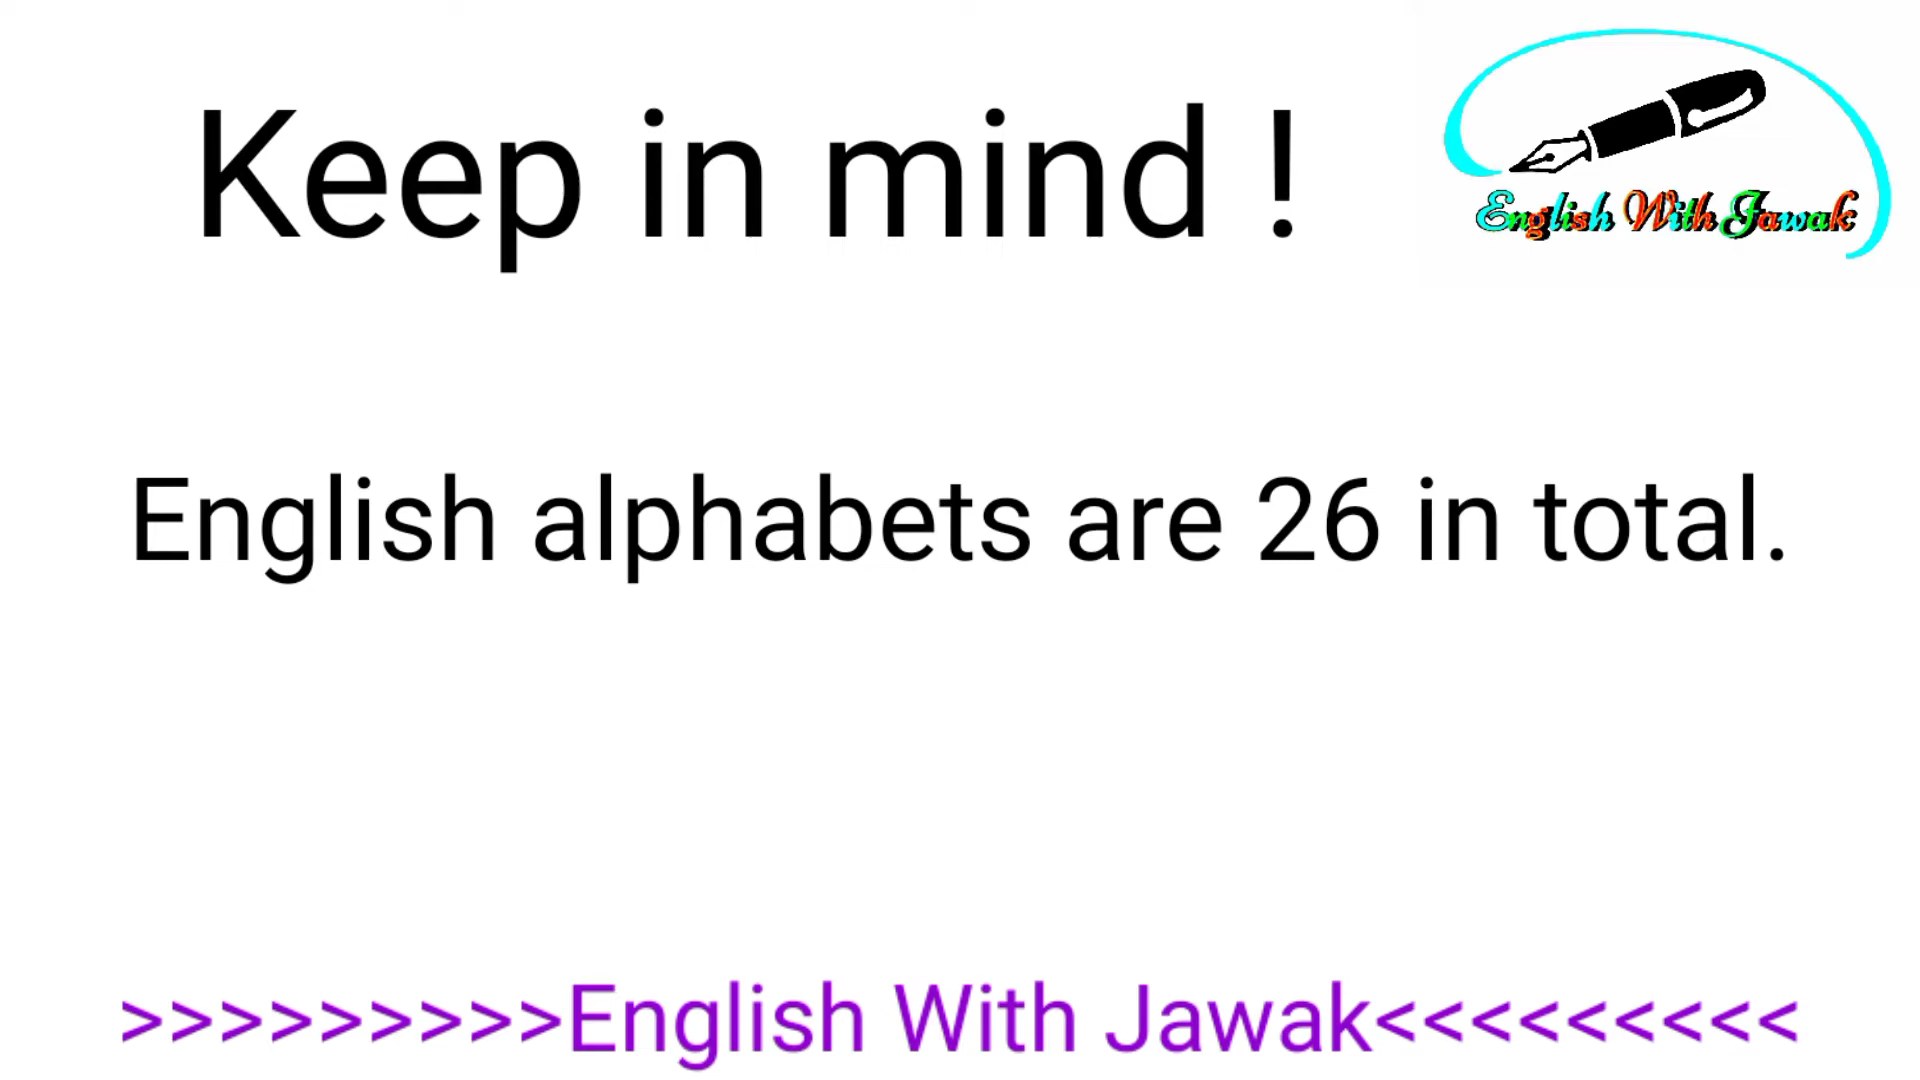 Keep in mind !
English With Jawak
English alphabets are 26 in total.
>>>>>>>>>English With Jawak<<<<<<<<<